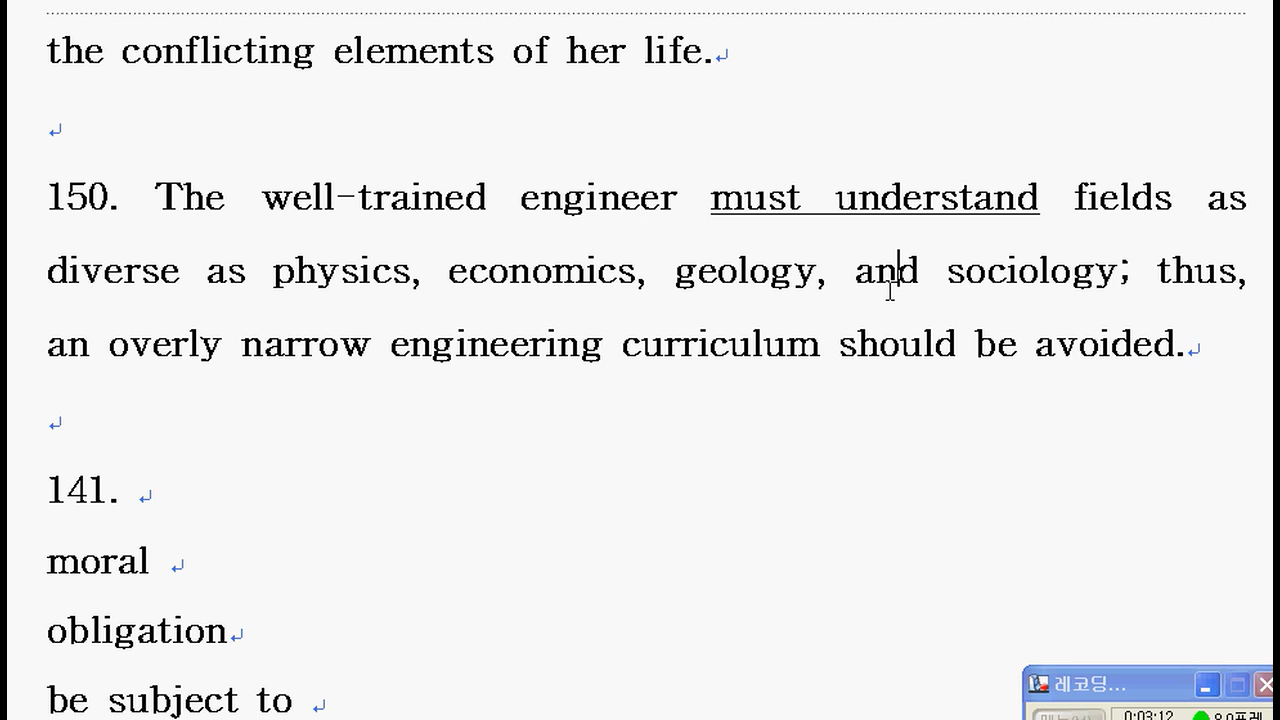 the conflicting elements of her life.
150. The well-trained engineer must understand fields as
diverse as physics, economics, geology, and sociology; thus,
an overly narrow engineering curriculum should be avoided.
141.
moral
obligation
be subject to
레코딩...
0:03:12